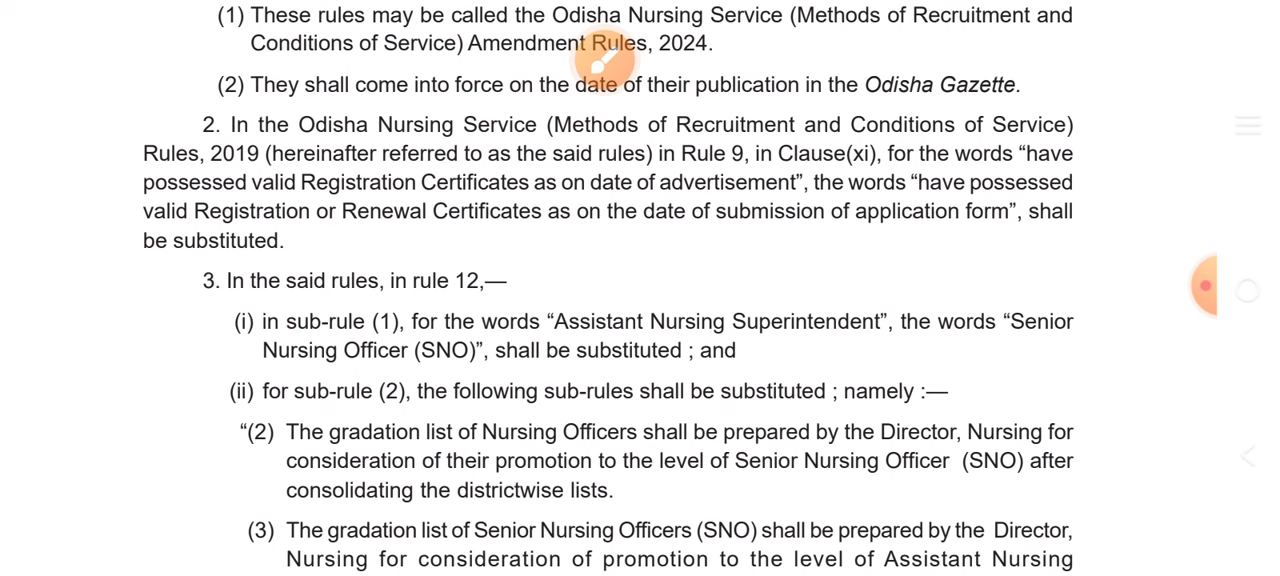 (1) These rules may be called the Odisha Nursing Service (Methods of Recruitment and
Conditions of Service) Amendment Rules, 2024.
(2) They shall come into force on the date of their publication in the Odisha Gazette.
2. In the Odisha Nursing Service (Methods of Recruitment and Conditions of Service)
Rules, 2019 (hereinafter referred to as the said rules) in Rule 9, in Clause(xi), for the words “have
possessed valid Registration Certificates as on date of advertisement”, the words “have possessed
valid Registration or Renewal Certificates as on the date of submission of application form”, shall
be substituted.
3. In the said rules, in rule 12,—
(i) in sub-rule (1), for the words “Assistant Nursing Superintendent”, the words “Senior
Nursing Officer (SNO)”, shall be substituted ; and
(ii) for sub-rule (2), the following sub-rules shall be substituted ; namely :—
“(2) The gradation list of Nursing Officers shall be prepared by the Director, Nursing for
consideration of their promotion to the level of Senior Nursing Officer (SNO) after
consolidating the districtwise lists.
(3) The gradation list of Senior Nursing Officers (SNO) shall be prepared by the Director,
Nursing for consideration of promotion to the level of Assistant Nursing